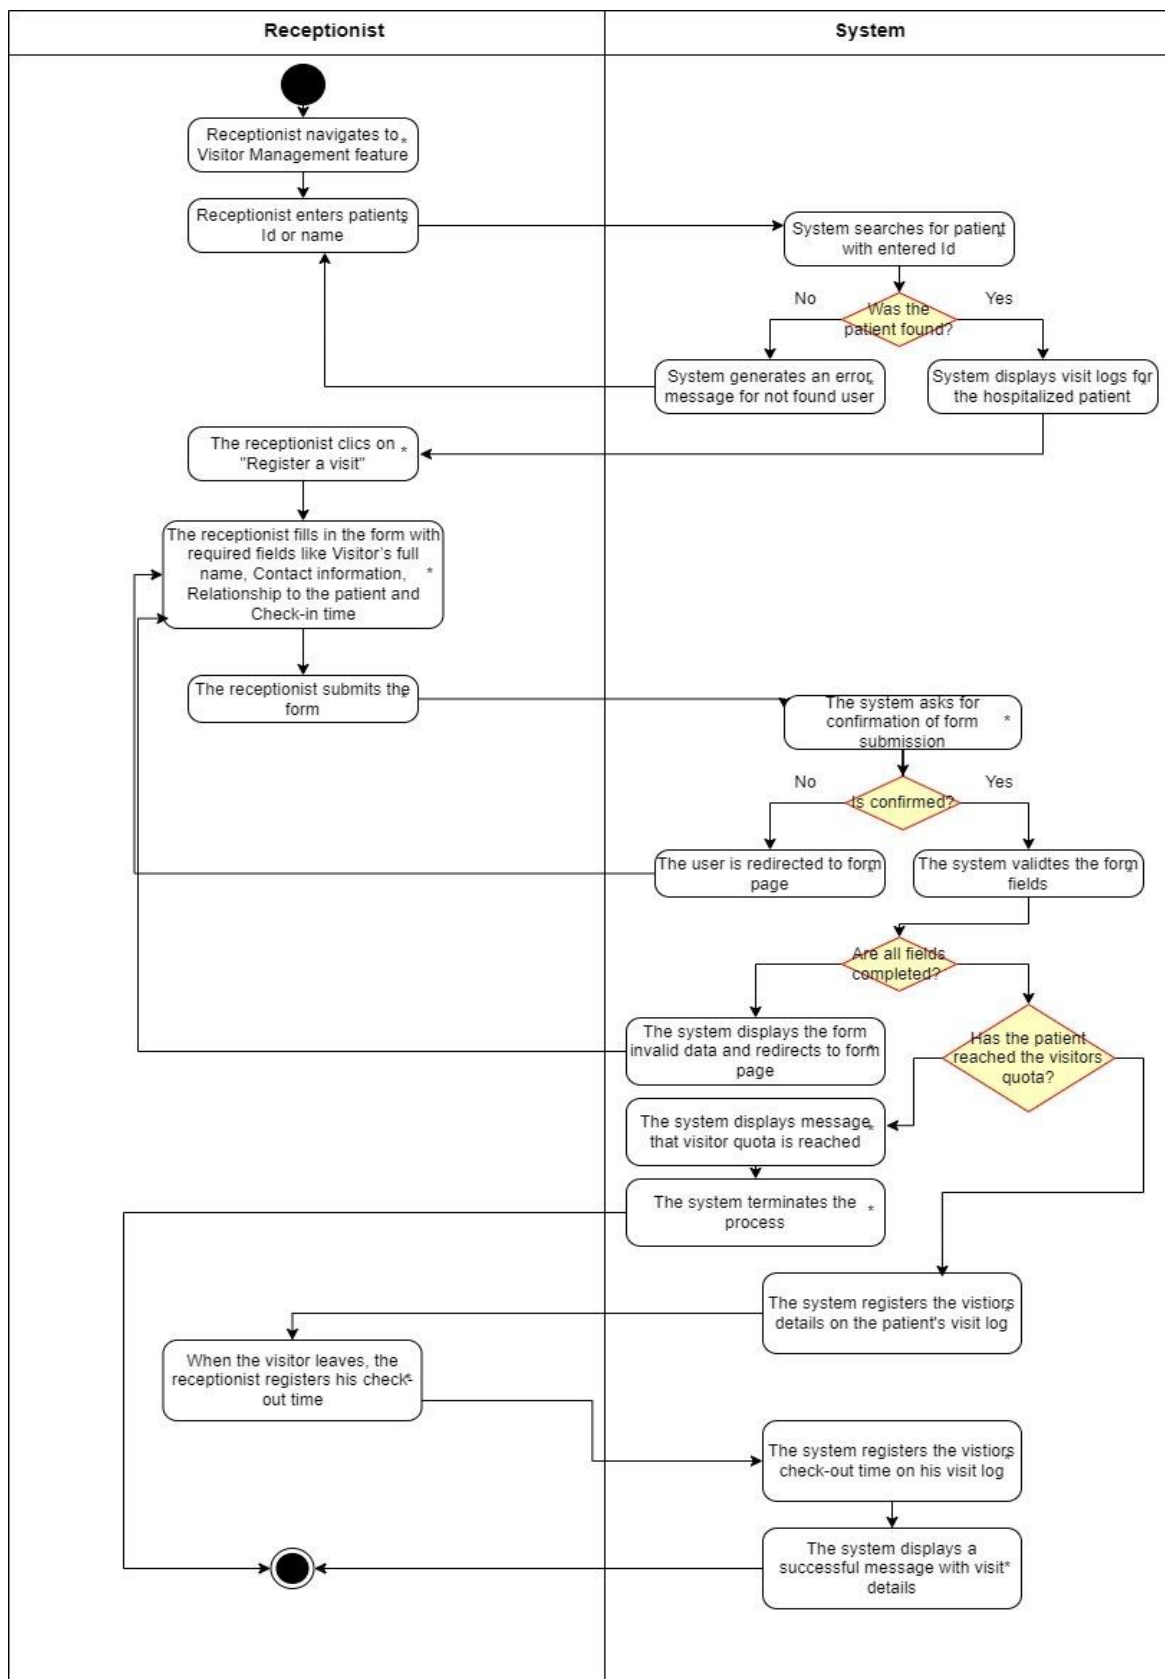 Receptionist
System
Receptionist navigates to
Visitor Management feature
Receptionist enters patients
Id or name
System searches for patient
with entered Id
No
Yes
Was the
patient found?
System generates an error
message for not found user
System displays visit logs for
the hospitalized patient
The receptionist clics on
"Register a visit"
The receptionist fills in the form with
required fields like Visitor's full
name, Contact information,
Relationship to the patient and
Check-in time
The receptionist submits the
form
The system asks for
confirmation of form
submission
No
Yes
Is confirmed?
The user is redirected to form
page
The system validtes the form
fields
Are all fields
completed?
The system displays the form
invalid data and redirects to form
page
Has the patient
reached the visitors
quota?
The system displays message
that visitor quota is reached
The system terminates the
process
The system registers the vistiors
details on the patient's visit log
When the visitor leaves, the
receptionist registers his check-
out time
The system registers the vistiors
check-out time on his visit log
The system displays a
successful message with visit
details